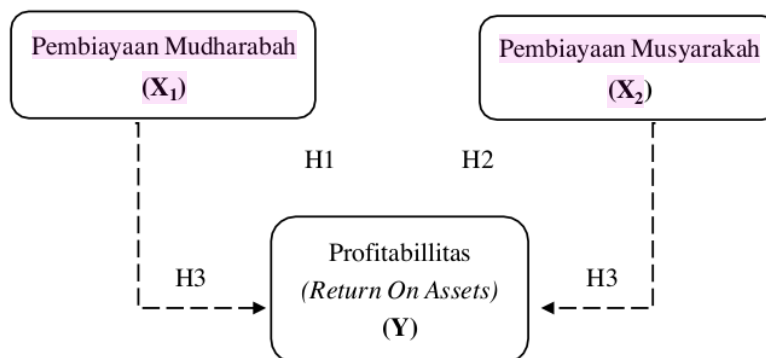 Pembiayaan Mudharabah
(X₁)
Pembiayaan Musyarakah
(X₂)
H1
H2
Profitabillitas
(Return On Assets)
(Y)
H3
H3